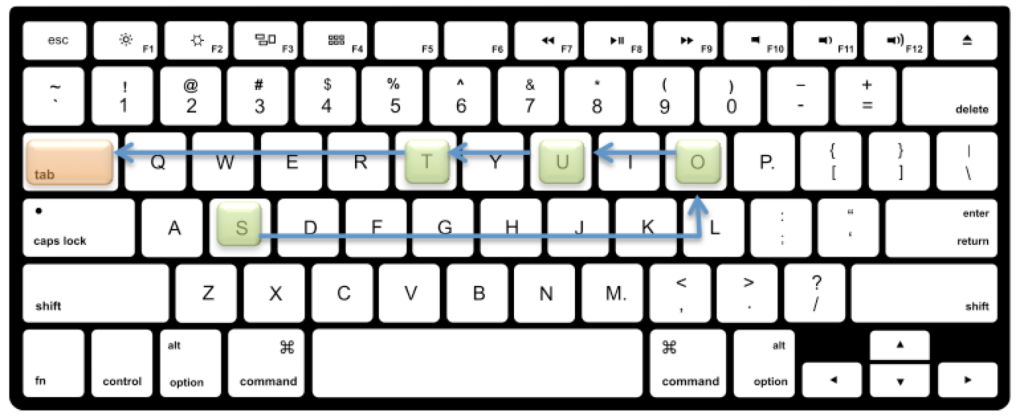 esc F1 F2 F3 F4 F5 F6 F7 F8 F9 F10 F11 F12
~ ! @ # $ % ^ & * ( ) – +
` 1 2 3 4 5 6 7 8 9 0 - = delete
tab Q W E R T Y U I O P. { [ } ] | \
caps lock A S D F G H J K L : ; “ ‘ enter return
shift Z X C V B N M. < , > . ? / shift
fn control alt option ⌘ command ⌘ command alt option